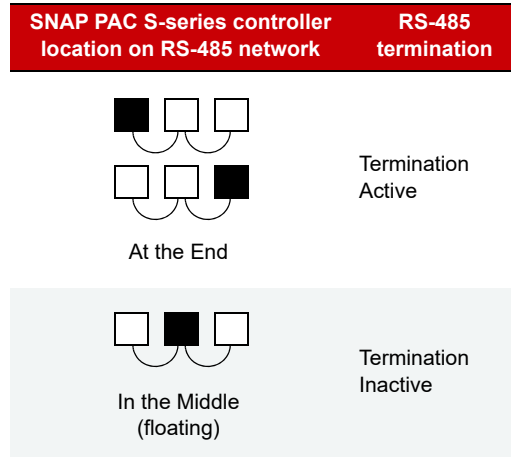 SNAP PAC S-series controller
location on RS-485 network
RS-485
termination
Termination
Active
At the End
Termination
Inactive
In the Middle
(floating)